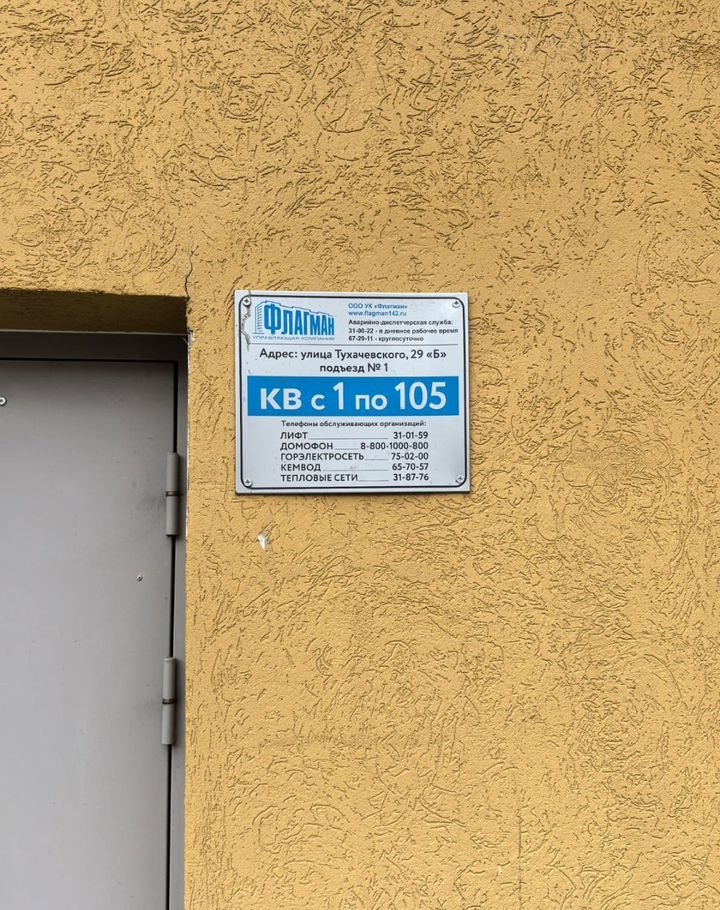 ФЛАГМАН
УПРАВЛЯЮЩАЯ КОМПАНИЯ
ООО УК «Флагман»
www.flagman142.ru
Аварийно-диспетчерская служба:
31-00-22 - в дневное рабочее время
67-29-11 - круглосуточно
Адрес: улица Тухачевского, 29 «Б»
подъезд № 1
КВ с 1 по 105
Телефоны обслуживающих организаций:
ЛИФТ 31-01-59
ДОМОФОН 8-800-1000-800
ГОРЭЛЕКТРОСЕТЬ 75-02-00
КЕМВОД 65-70-57
ТЕПЛОВЫЕ СЕТИ 31-87-76